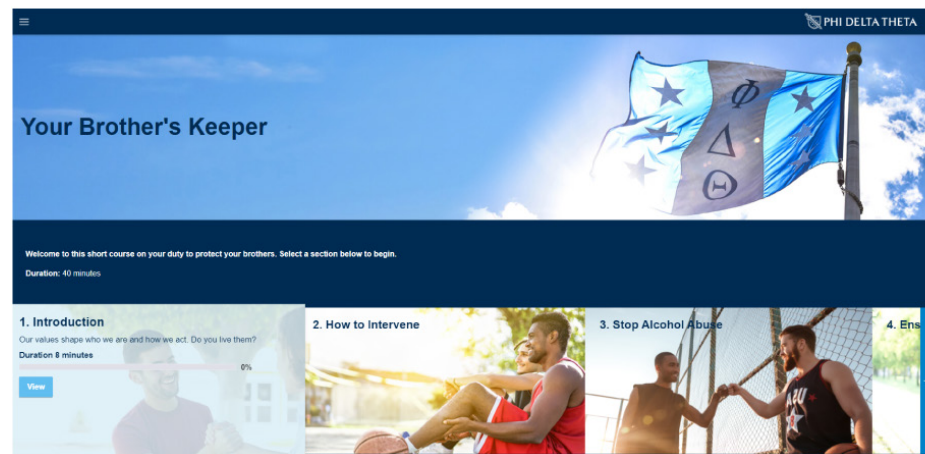 PHI DELTA THETA
Your Brother's Keeper
Φ
Δ
Θ
Welcome to this short course on your duty to protect your brothers. Select a section below to begin.
Duration: 40 minutes
1. Introduction
Our values shape who we are and how we act. Do you live them?
Duration 8 minutes
0%
View
2. How to Intervene
3. Stop Alcohol Abuse
4. Ens